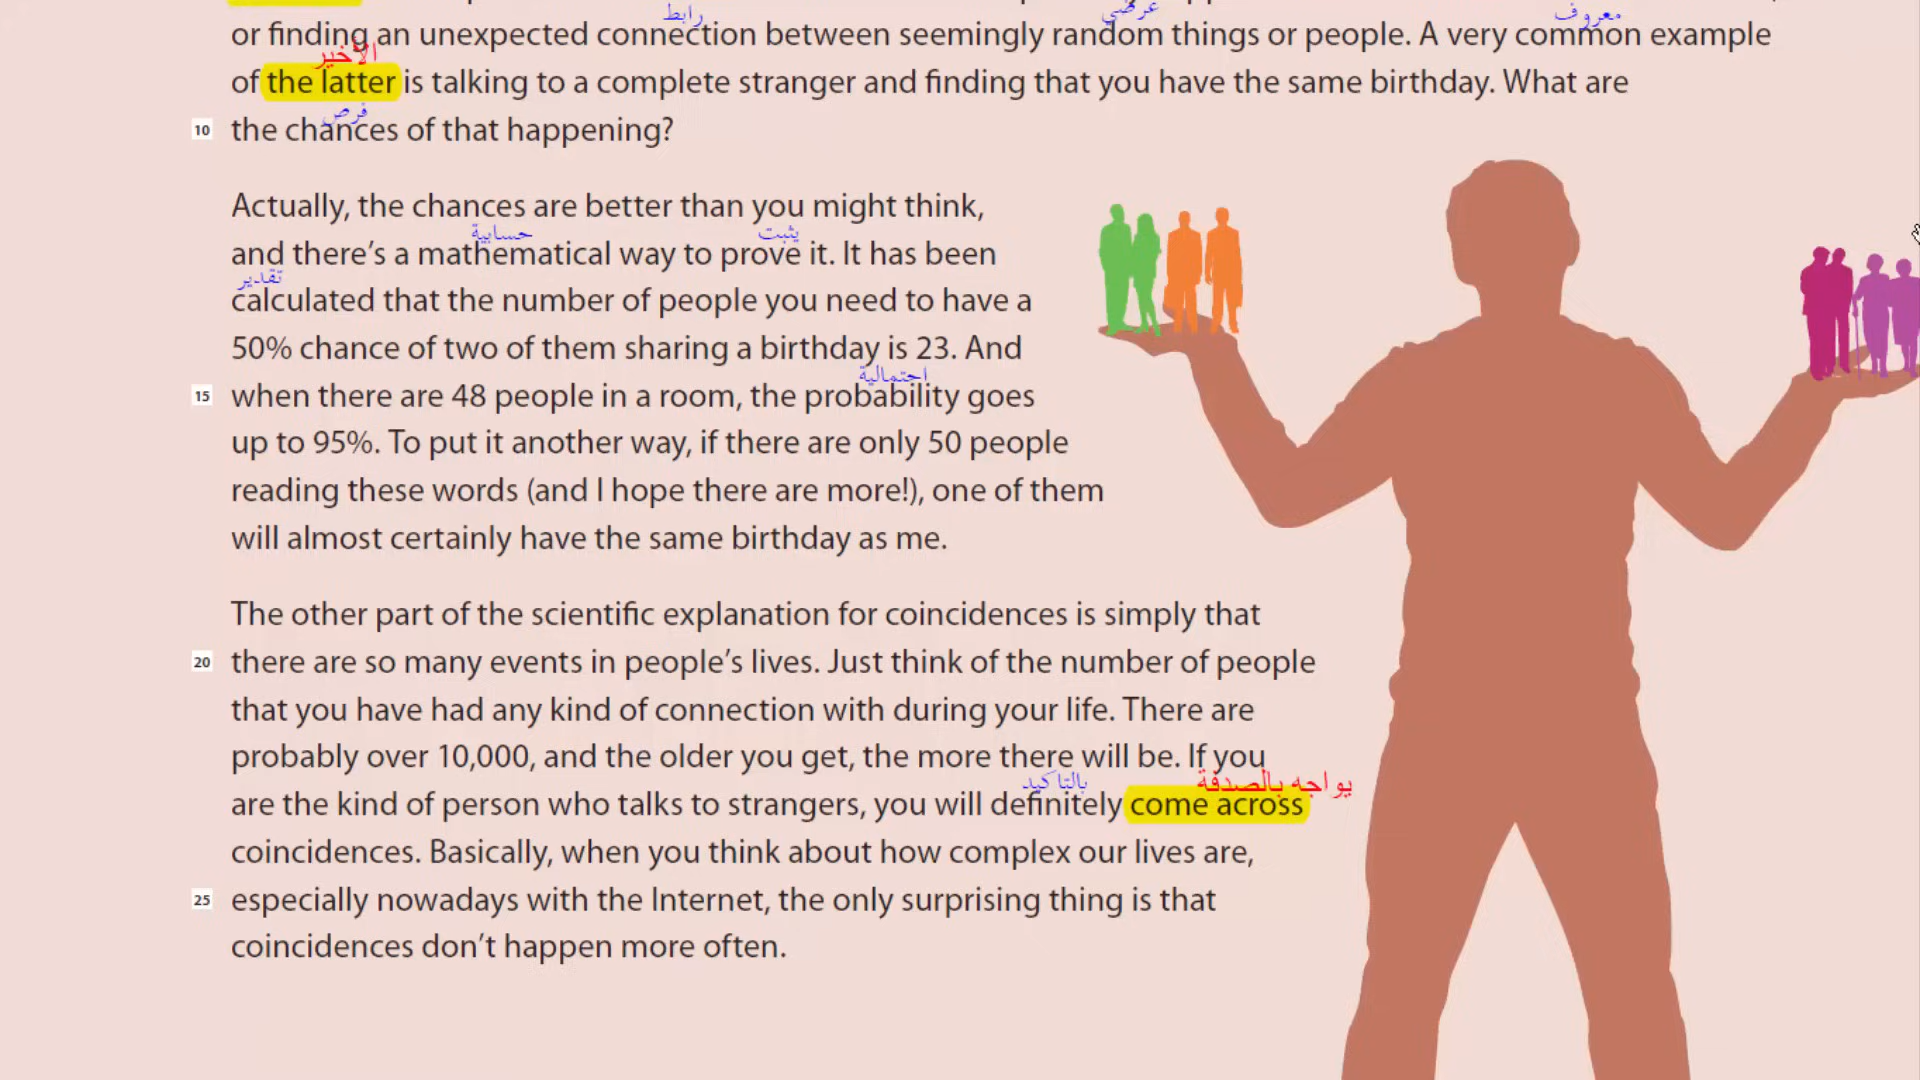 رابط
عرضي
معروف
or finding an unexpected connection between seemingly random things or people. A very common example
الأخير
of the latter is talking to a complete stranger and finding that you have the same birthday. What are
فرص
10 the chances of that happening?
Actually, the chances are better than you might think,
حسابية
يثبت
and there's a mathematical way to prove it. It has been
تقدير
calculated that the number of people you need to have a
50% chance of two of them sharing a birthday is 23. And
احتمالية
15 when there are 48 people in a room, the probability goes
up to 95%. To put it another way, if there are only 50 people
reading these words (and I hope there are more!), one of them
will almost certainly have the same birthday as me.
The other part of the scientific explanation for coincidences is simply that
20 there are so many events in people's lives. Just think of the number of people
that you have had any kind of connection with during your life. There are
probably over 10,000, and the older you get, the more there will be. If you
بالتاكيد
يواجه بالصدفة
are the kind of person who talks to strangers, you will definitely come across
coincidences. Basically, when you think about how complex our lives are,
25 especially nowadays with the Internet, the only surprising thing is that
coincidences don't happen more often.